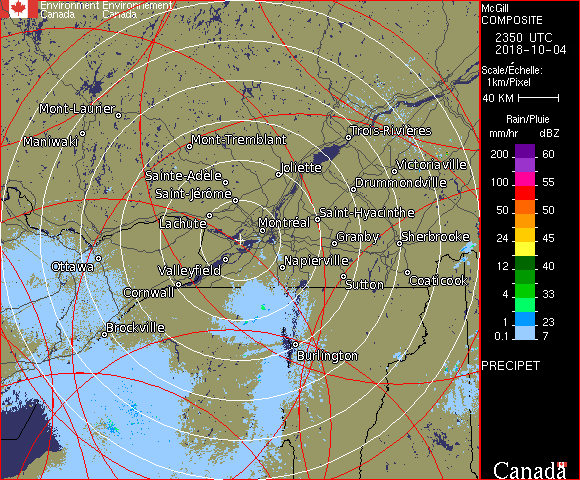 Environment Environnement
Canada Canada
McGill
COMPOSITE
2350 UTC
2018-10-04
Scale/Échelle:
1km/Pixel
40 KM
Rain/Pluie
mm/hr dBZ
200 60
100 55
50 50
24 45
12 40
4 33
1 23
0.1 7
PRECIPET
Canada
Mont-Laurier
Maniwaki
Mont-Tremblant
Trois-Rivières
Sainte-Adèle
Joliette
Victoriaville
Saint-Jérôme
Drummondville
Lachute
Montréal
Saint-Hyacinthe
Granby
Sherbrooke
Ottawa
Valleyfield
Napierville
Cornwall
Sutton
Coaticook
Brockville
Burlington